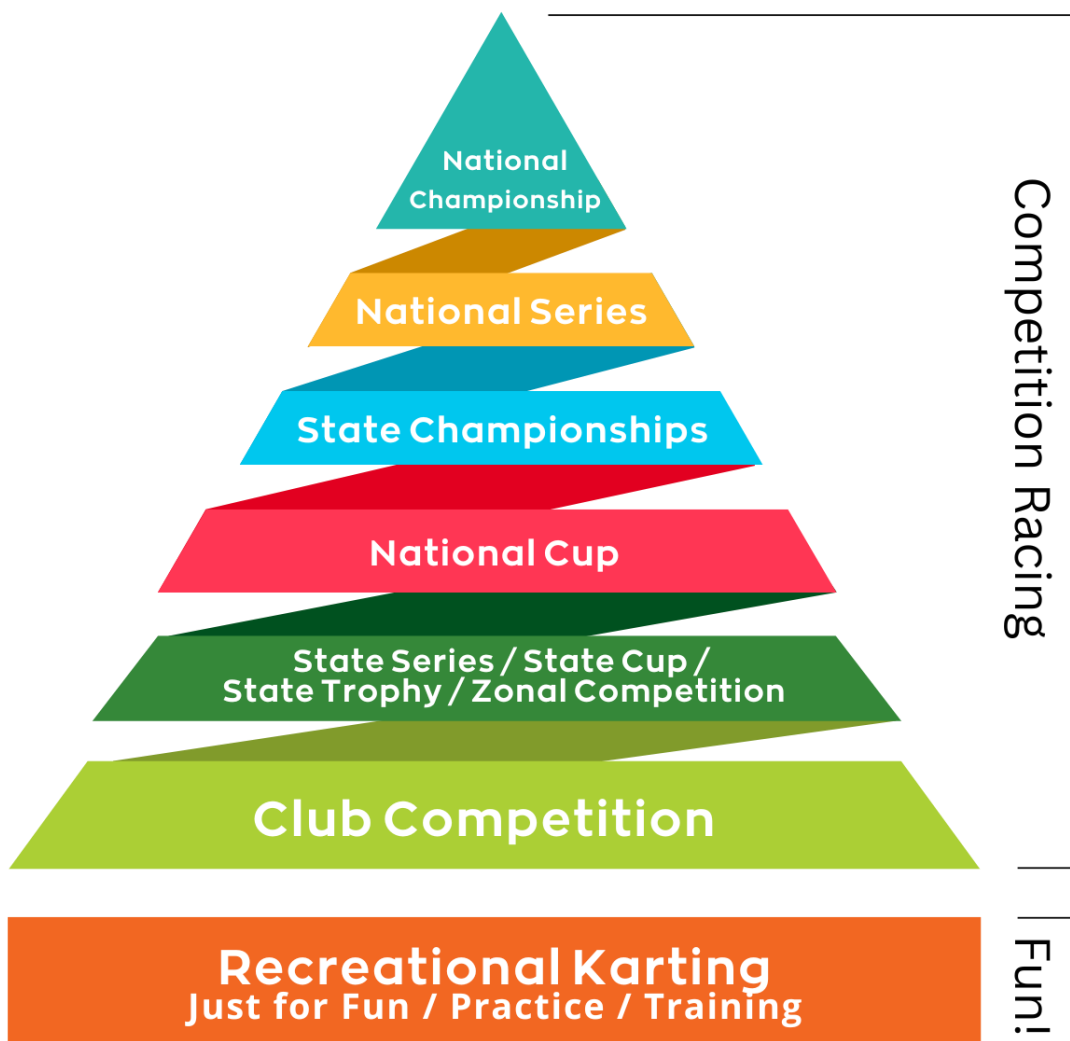 National
Championship
National Series
State Championships
National Cup
State Series / State Cup /
State Trophy / Zonal Competition
Club Competition
Recreational Karting
Just for Fun / Practice / Training
Competition Racing
Fun!